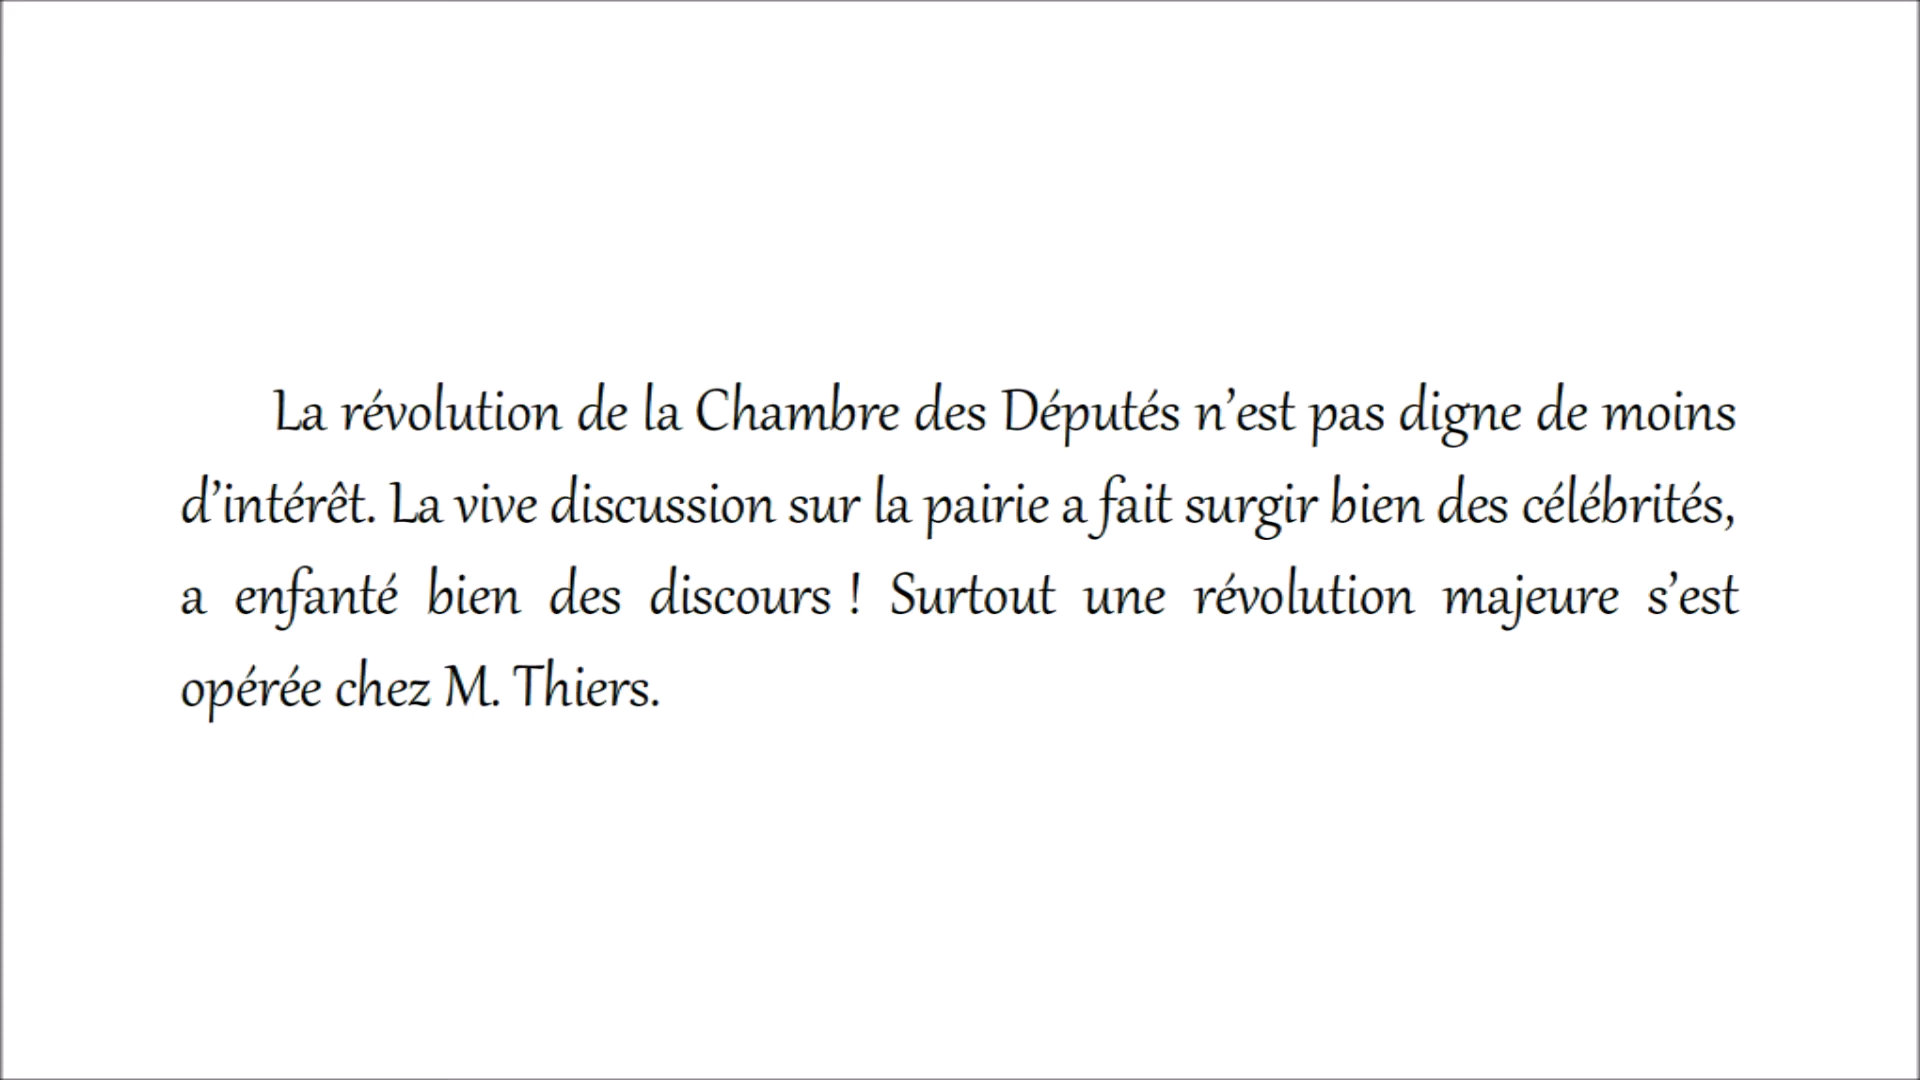 La révolution de la Chambre des Députés n’est pas digne de moins
d’intérêt. La vive discussion sur la pairie a fait surgir bien des célébrités,
a enfanté bien des discours ! Surtout une révolution majeure s’est
opérée chez M. Thiers.